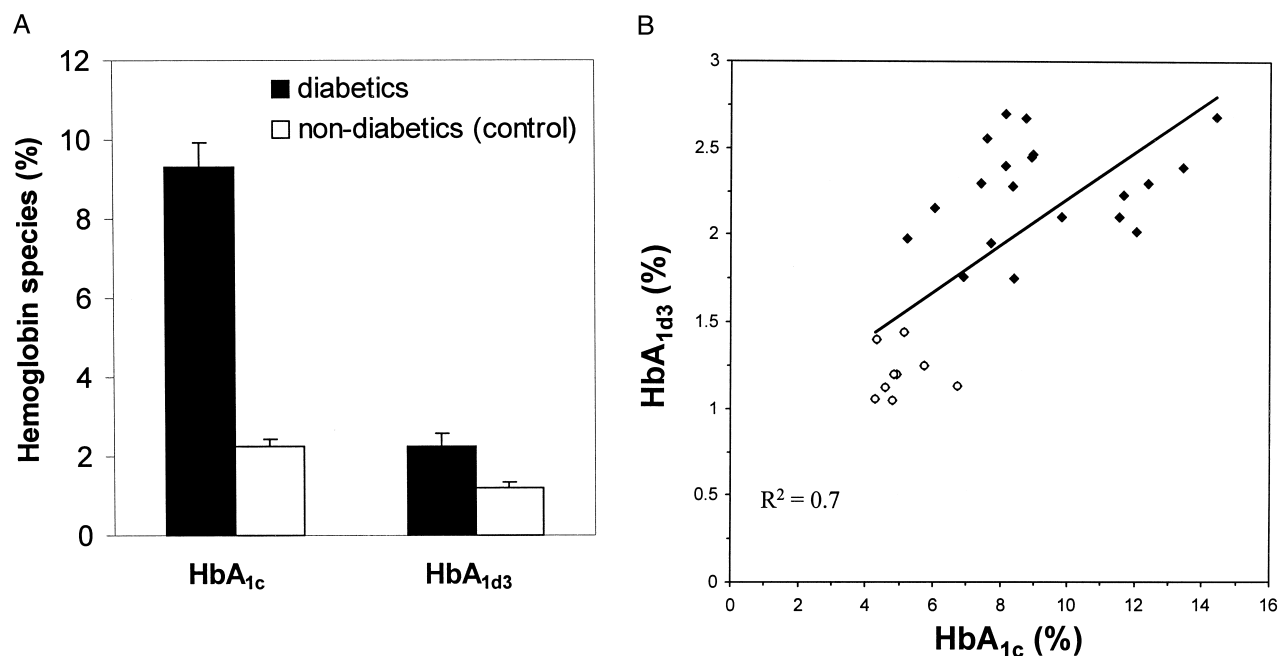 A
Hemoglobin species (%)
12
10
8
6
4
2
0
diabetics
non-diabetics (control)
HbA1c
HbA1d3
B
HbA1d3 (%)
3
2.5
2
1.5
1
0.5
0
R² = 0.7
0 2 4 6 8 10 12 14 16
HbA1c (%)